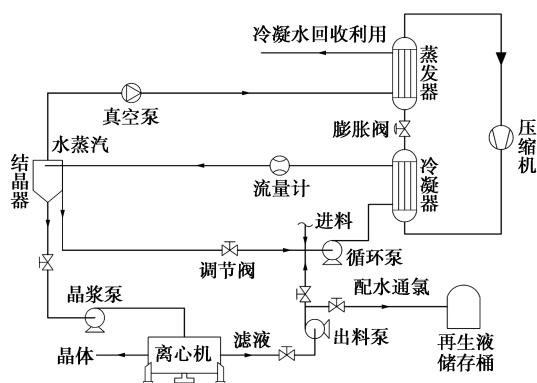 冷凝水回收利用
蒸发器
真空泵
膨胀阀
压缩机
水蒸汽
结晶器
流量计
冷凝器
进料
调节阀
循环泵
晶浆泵
配水通氯
晶体
离心机
滤液
出料泵
再生液
储存桶